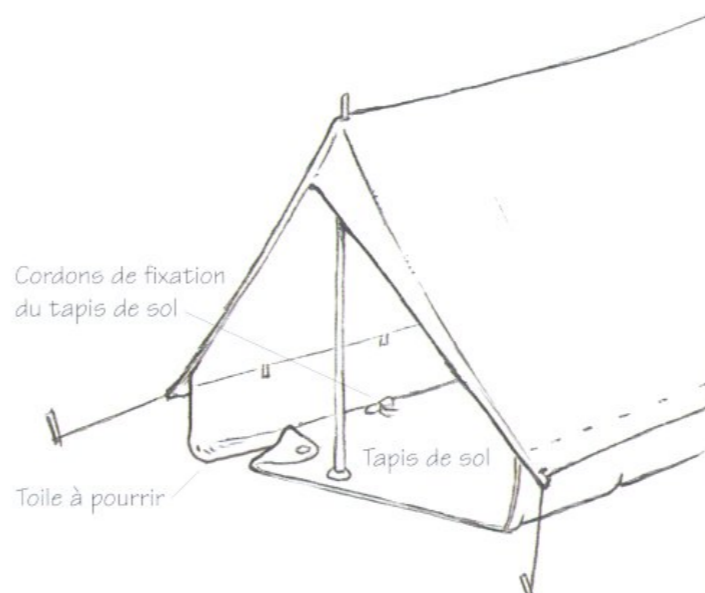 Cordons de fixation
du tapis de sol
Tapis de sol
Toile à pourrir